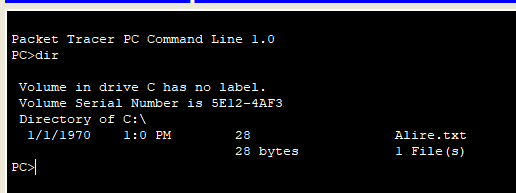 Packet Tracer PC Command Line 1.0
PC>dir
Volume in drive C has no label.
Volume Serial Number is 5E12-4AF3
Directory of C:\
1/1/1970 1:0 PM 28 Alire.txt
28 bytes 1 File(s)
PC>